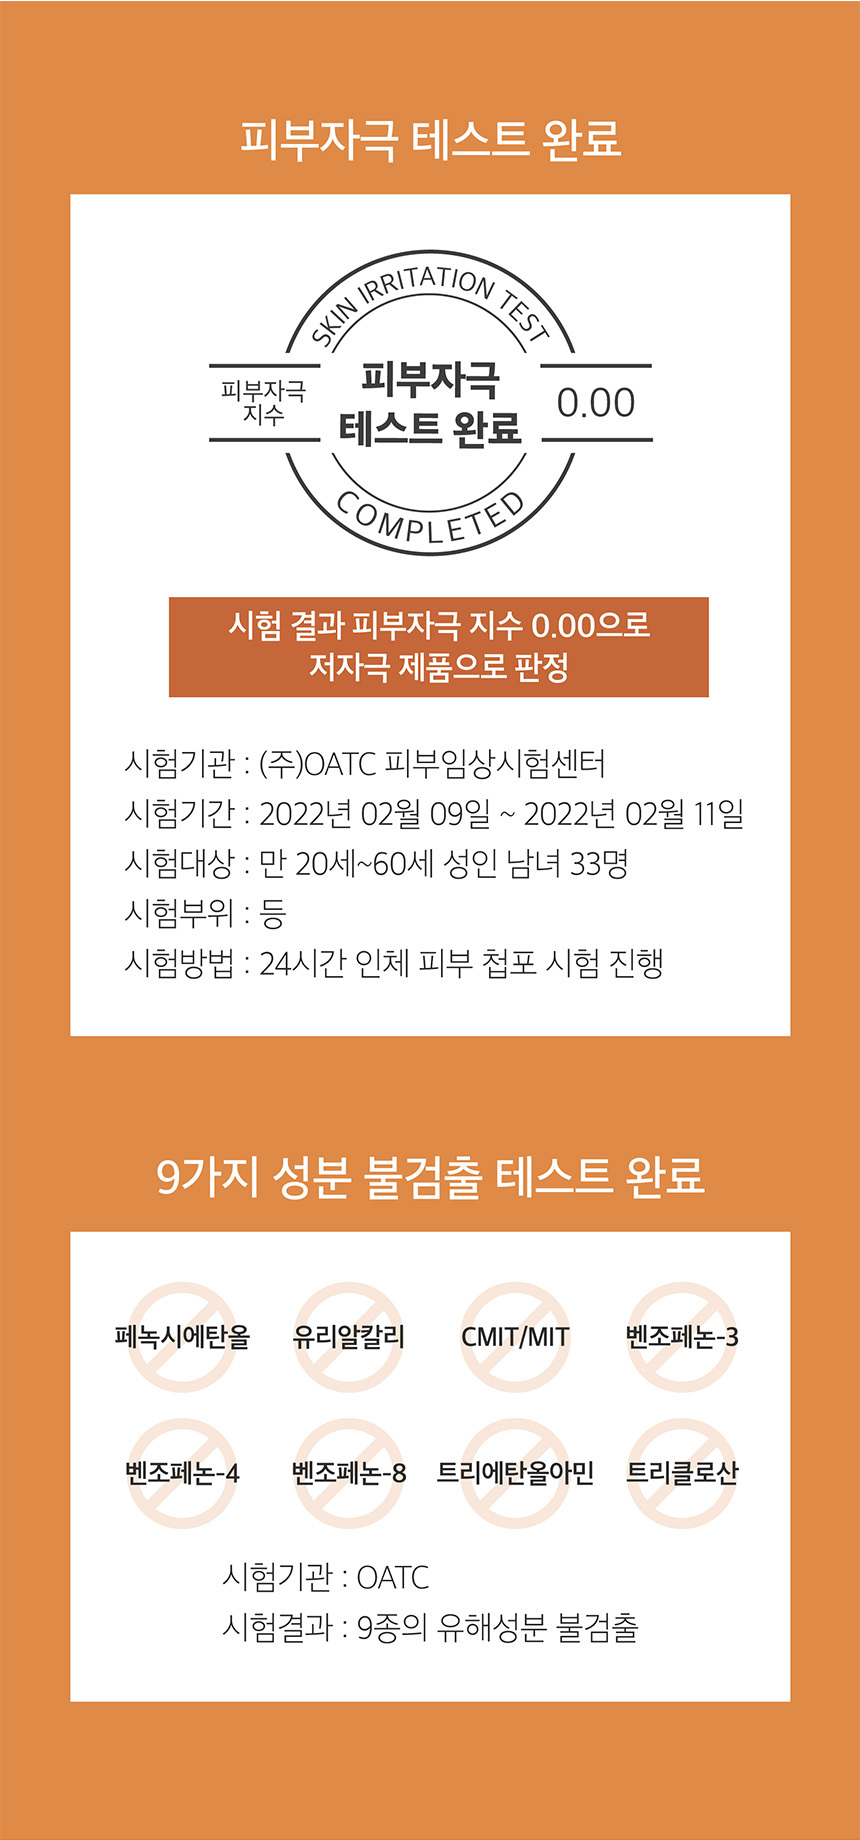 피부자극 테스트 완료
SKIN IRRITATION TEST
피부자극
지수
피부자극
테스트 완료
0.00
COMPLETED
시험 결과 피부자극 지수 0.00으로
저자극 제품으로 판정
시험기관 : (주)OATC 피부임상시험센터
시험기간 : 2022년 02월 09일 ~ 2022년 02월 11일
시험대상 : 만 20세~60세 성인 남녀 33명
시험부위 : 등
시험방법 : 24시간 인체 피부 첩포 시험 진행
9가지 성분 불검출 테스트 완료
페녹시에탄올 유리알칼리 CMIT/MIT 벤조페논-3
벤조페논-4 벤조페논-8 트리에탄올아민 트리클로산
시험기관 : OATC
시험결과 : 9종의 유해성분 불검출